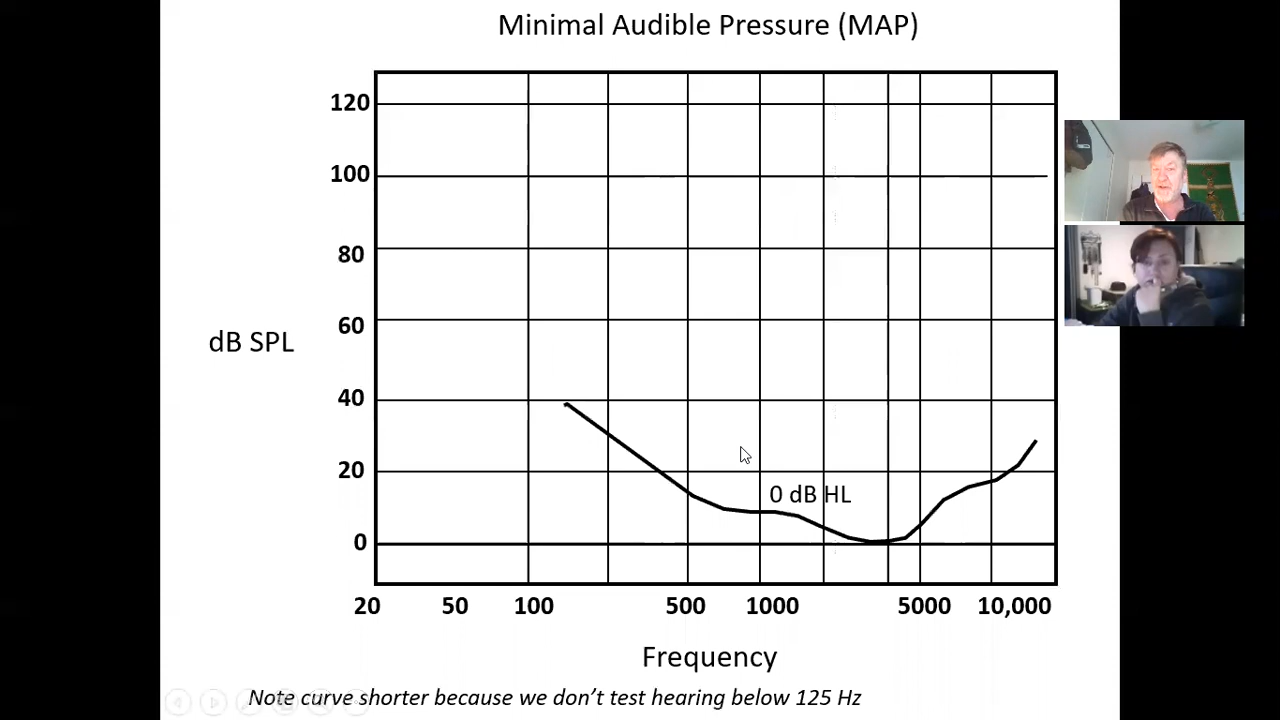 Minimal Audible Pressure (MAP)
120
100
80
60
dB SPL
40
20
0 dB HL
0
20 50 100 500 1000 5000 10,000
Frequency
Note curve shorter because we don't test hearing below 125 Hz